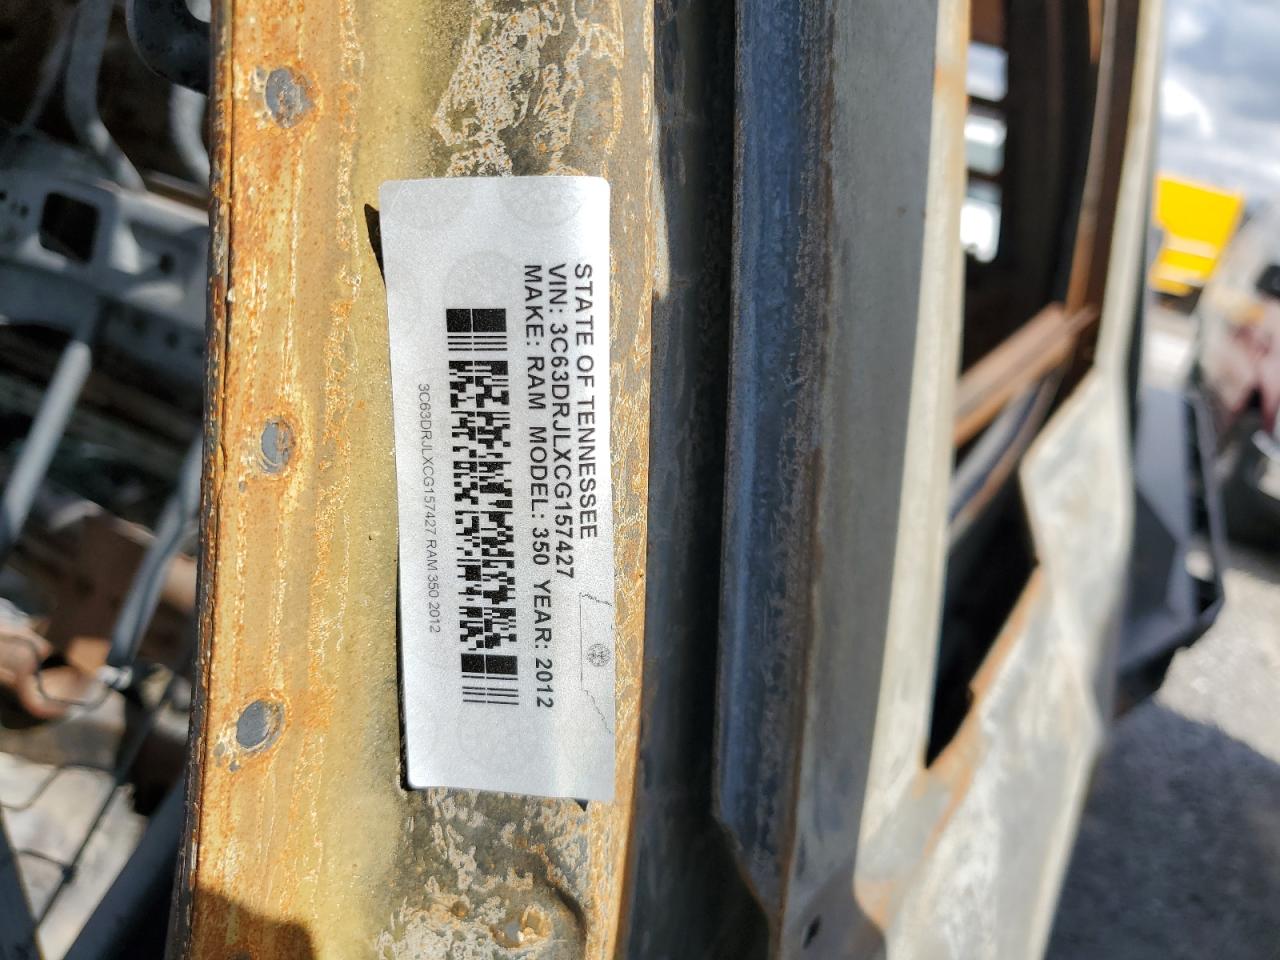 STATE OF TENNESSEE
VIN: 3C63DRJLXCG157427
MAKE: RAM MODEL: 350 YEAR: 2012
3C63DRJLXCG157427 RAM 350 2012